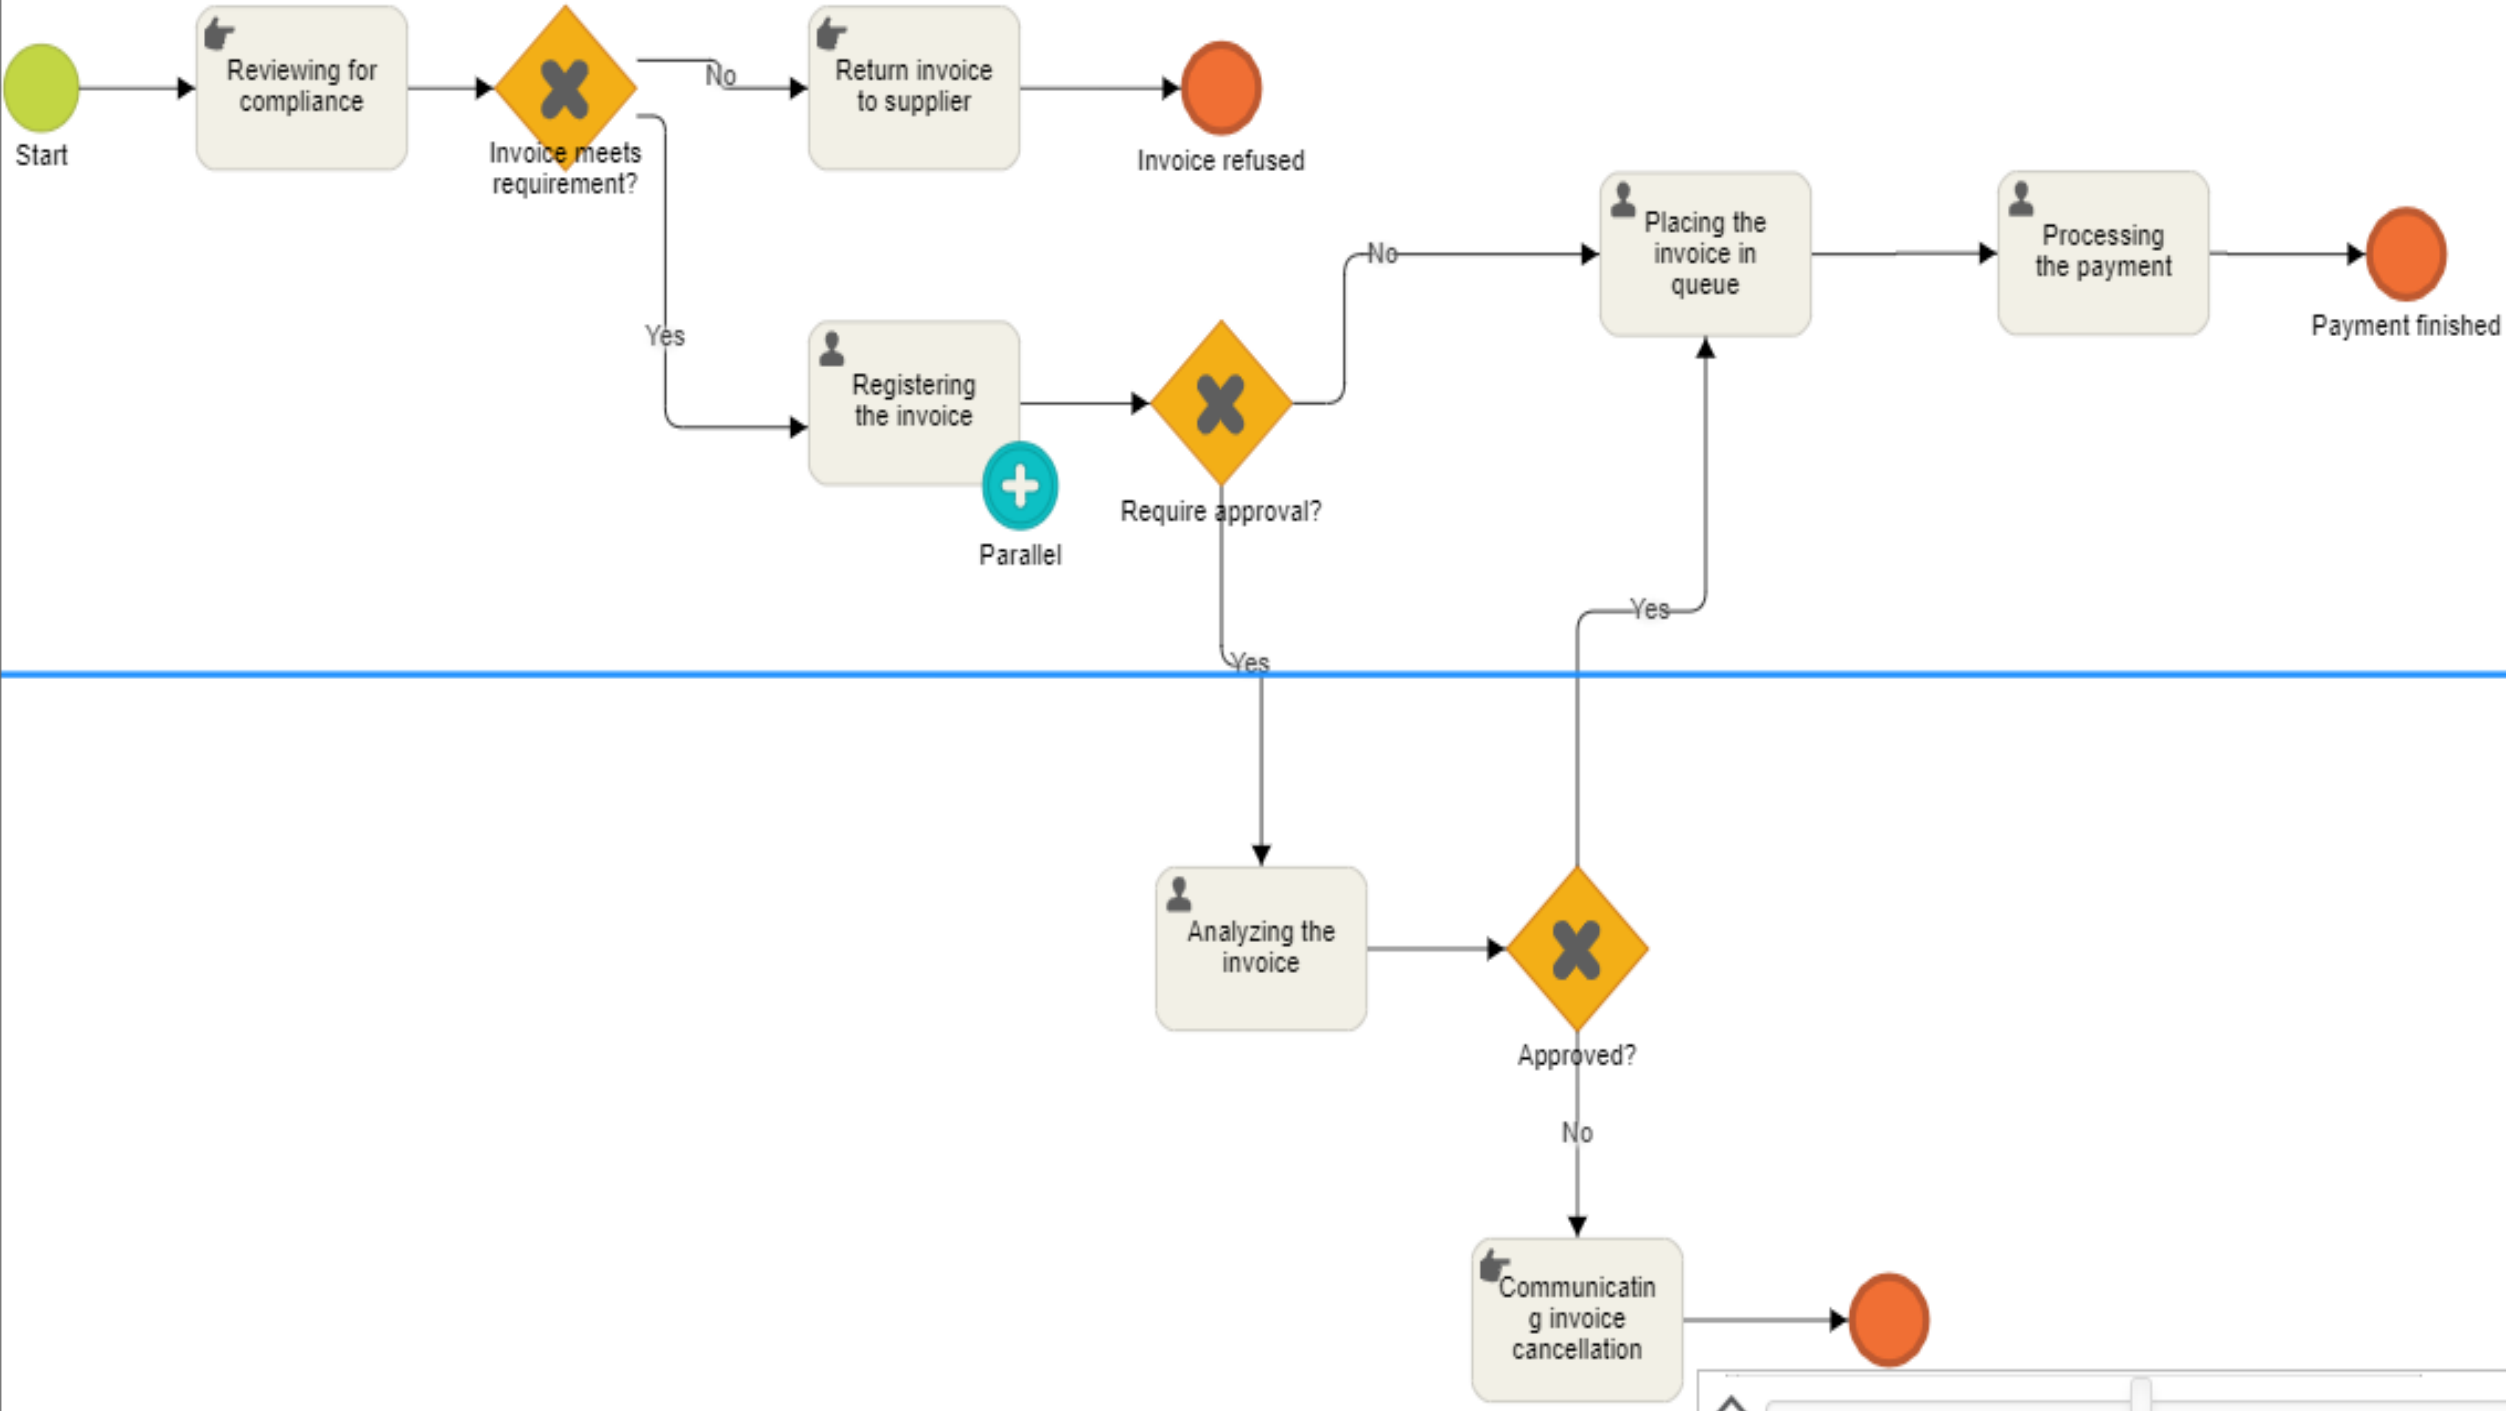 Start
Reviewing for
compliance
Invoice meets
requirement?
No
Return invoice
to supplier
Invoice refused
Yes
Registering
the invoice
Parallel
Require approval?
No
Placing the
invoice in
queue
Processing
the payment
Payment finished
Yes
Yes
Analyzing the
invoice
Approved?
No
Communicatin
g invoice
cancellation